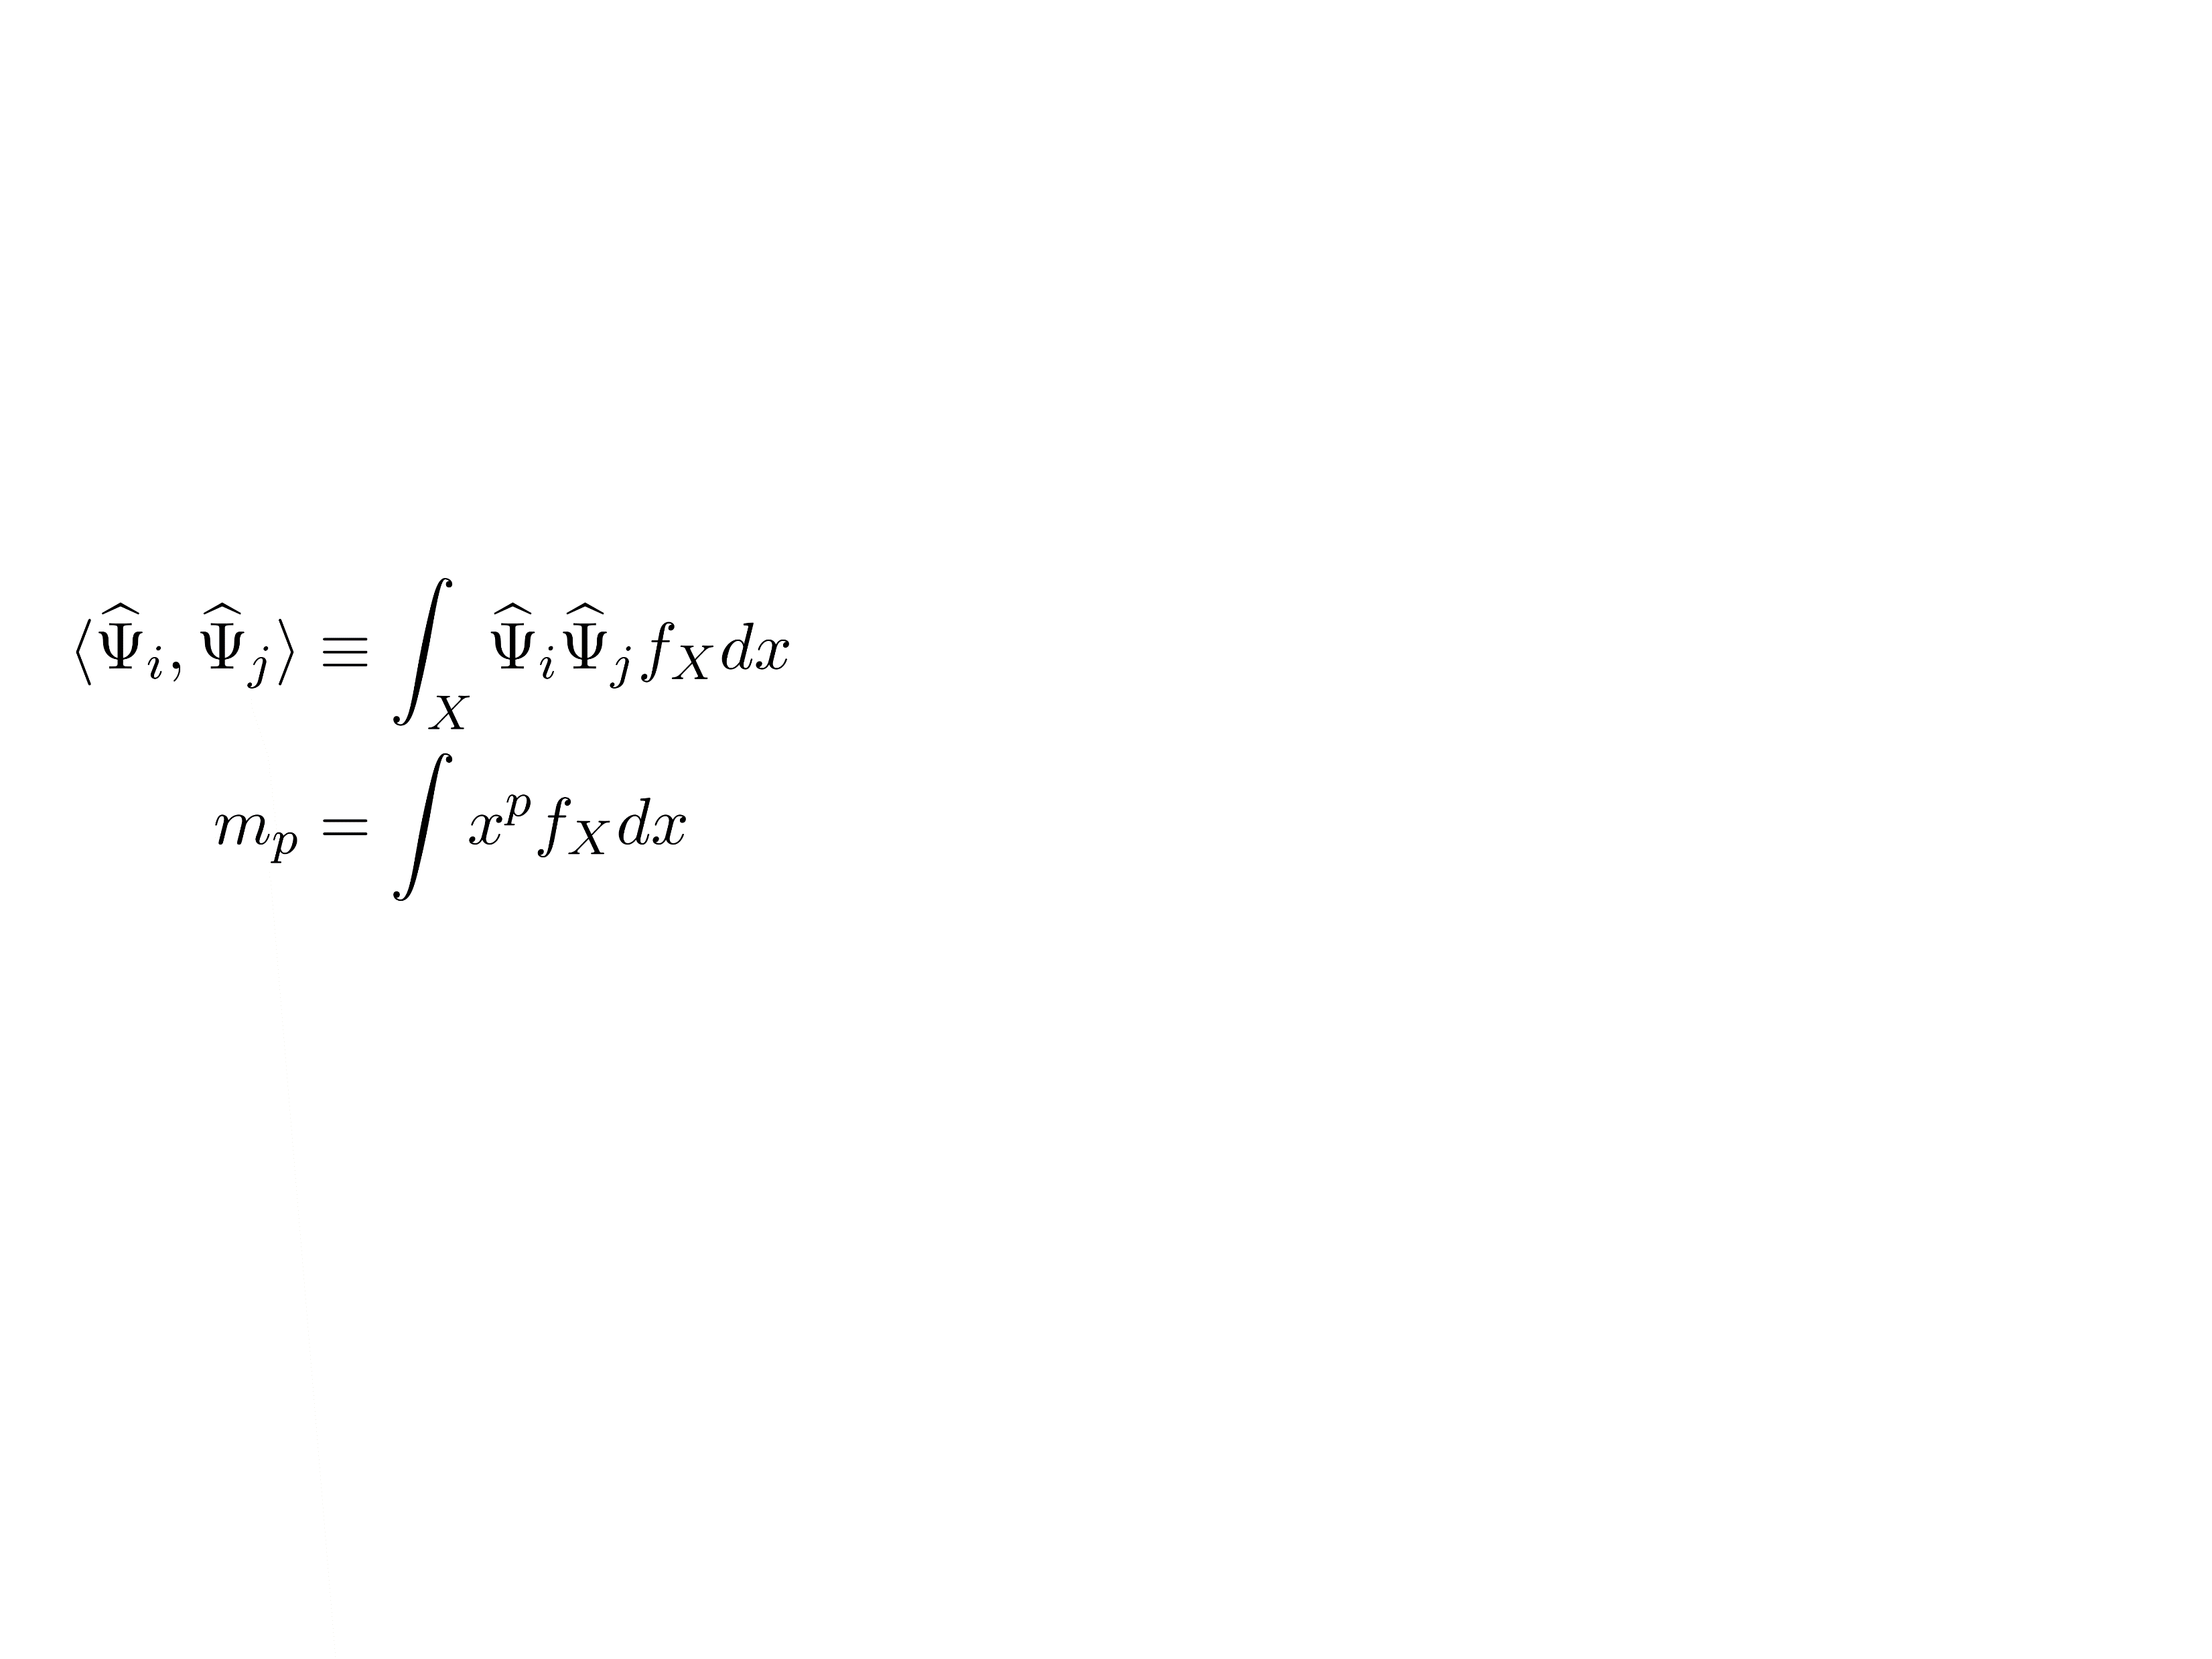 ⟨Ψ̂_i, Ψ̂_j⟩ ≡ ∫_X Ψ̂_i Ψ̂_j f_X dx
m_p = ∫ x^p f_X dx